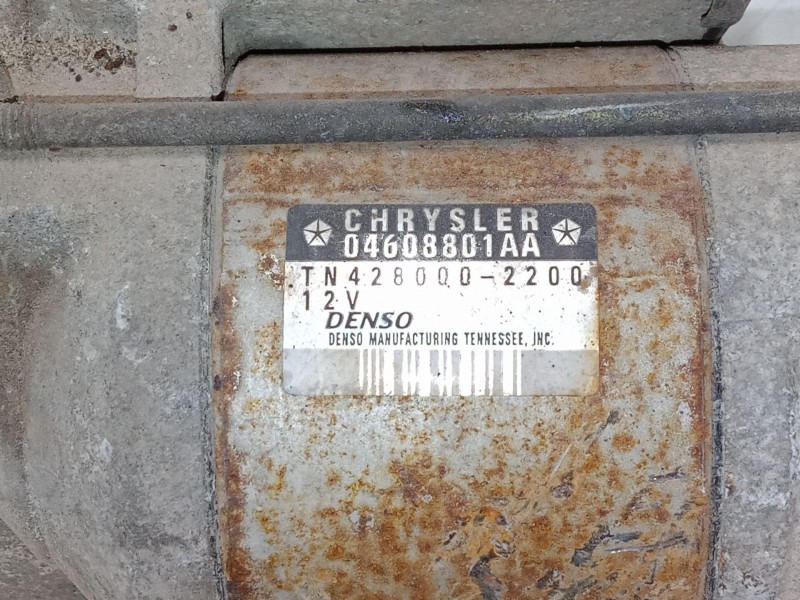 CHRYSLER
04608801AA
TN428000-2200
12V
DENSO
DENSO MANUFACTURING TENNESSEE, INC.